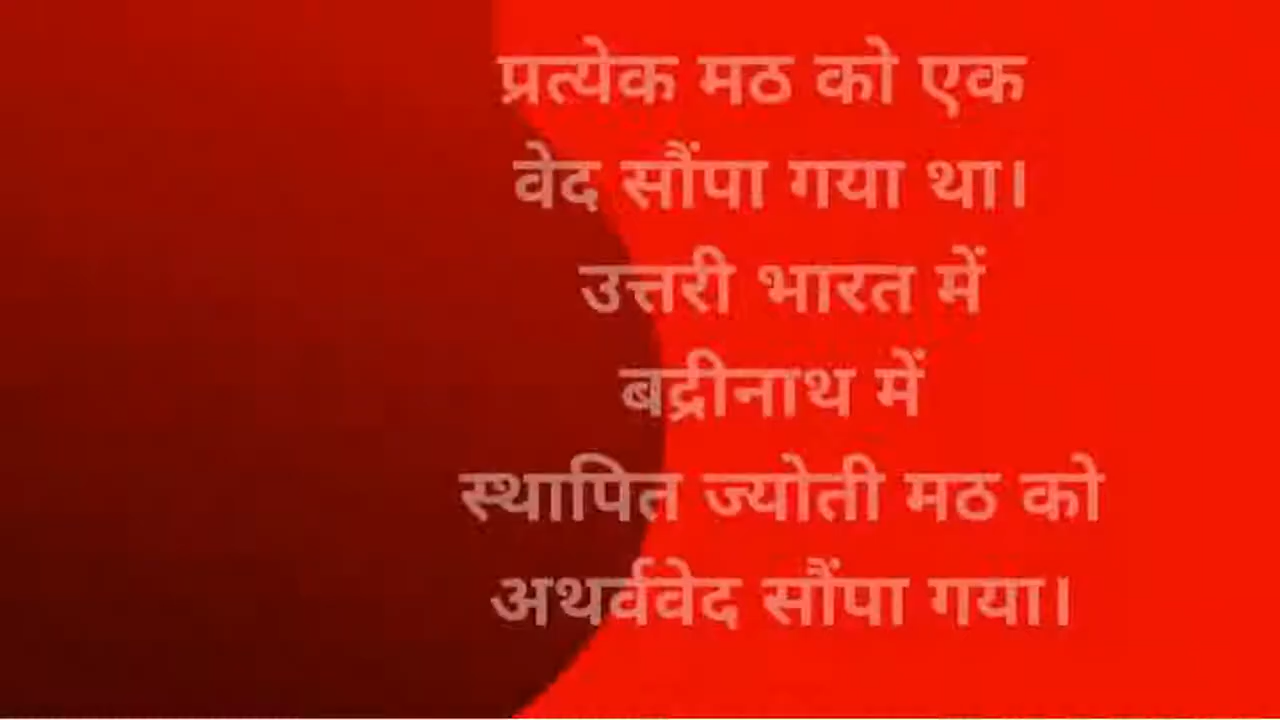 प्रत्येक मठ को एक
वेद सौंपा गया था।
उत्तरी भारत में
बद्रीनाथ में
स्थापित ज्योती मठ को
अथर्ववेद सौंपा गया।